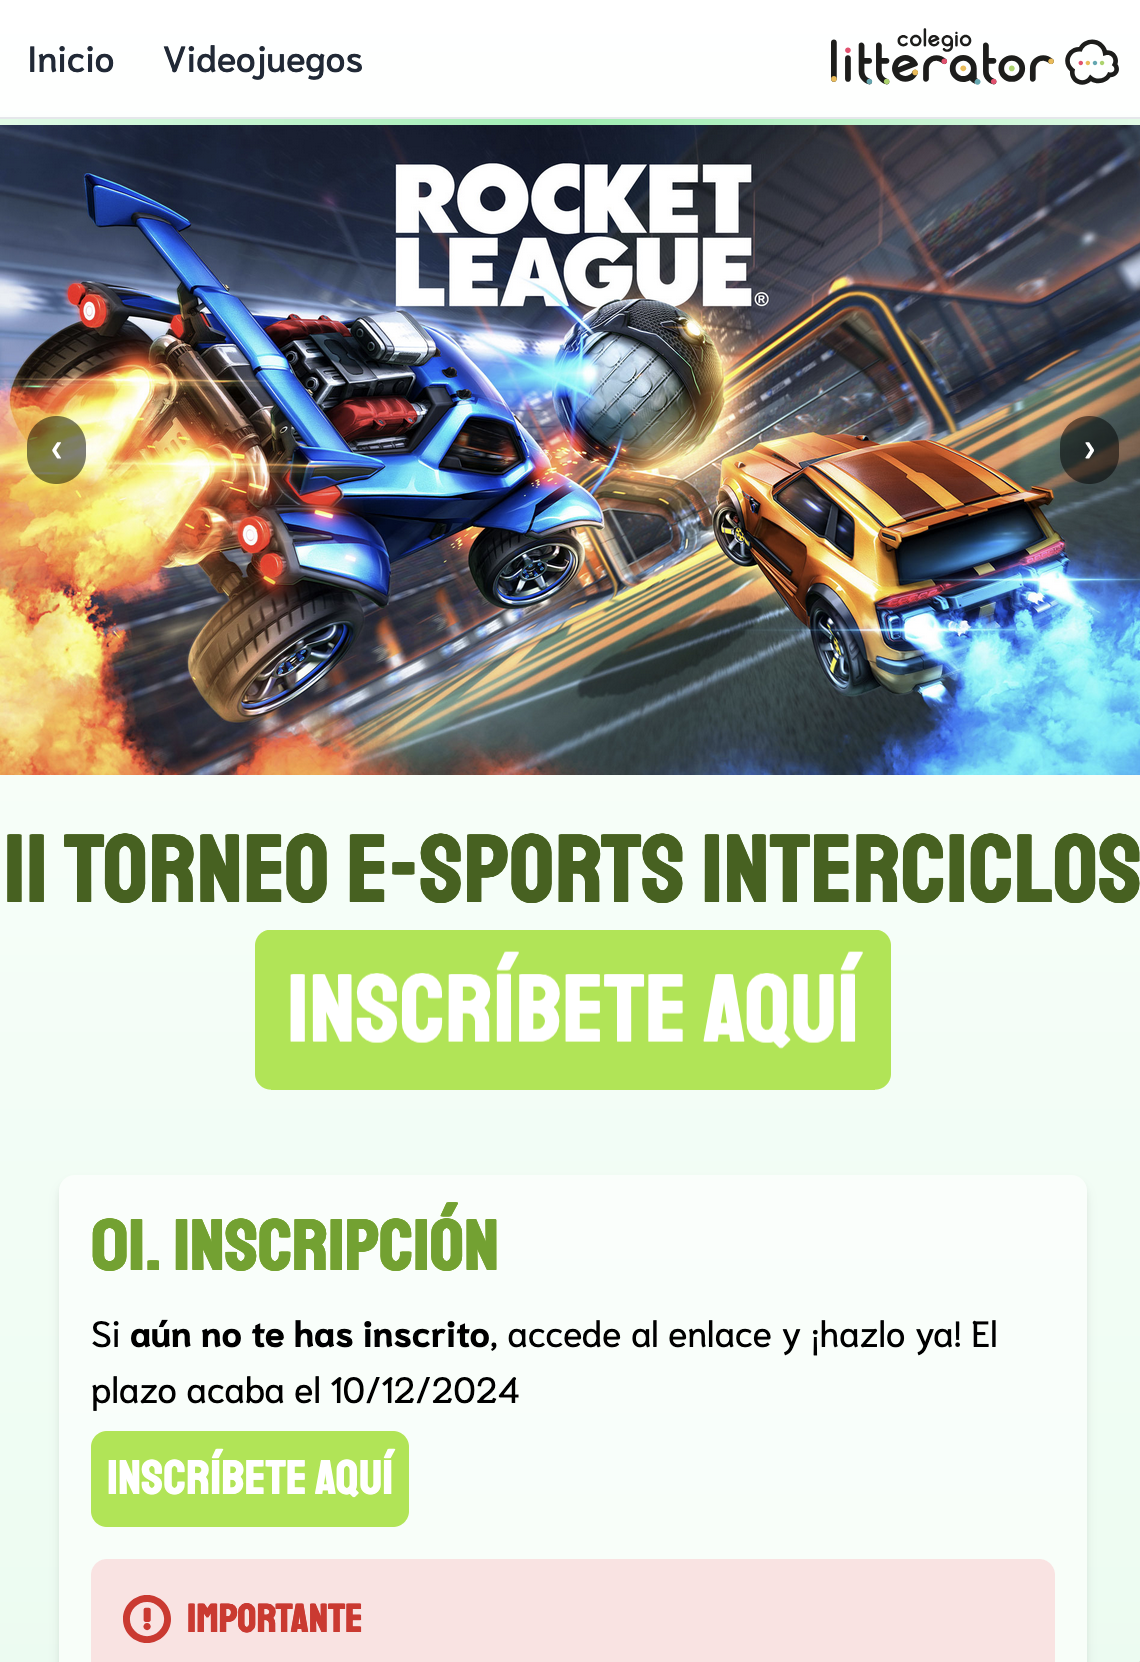 Inicio Videojuegos
colegio
litterator
ROCKET
LEAGUE®
II TORNEO E-SPORTS INTERCICLOS
INSCRÍBETE AQUÍ
01. INSCRIPCIÓN
Si aún no te has inscrito, accede al enlace y ¡hazlo ya! El
plazo acaba el 10/12/2024
INSCRÍBETE AQUÍ
IMPORTANTE